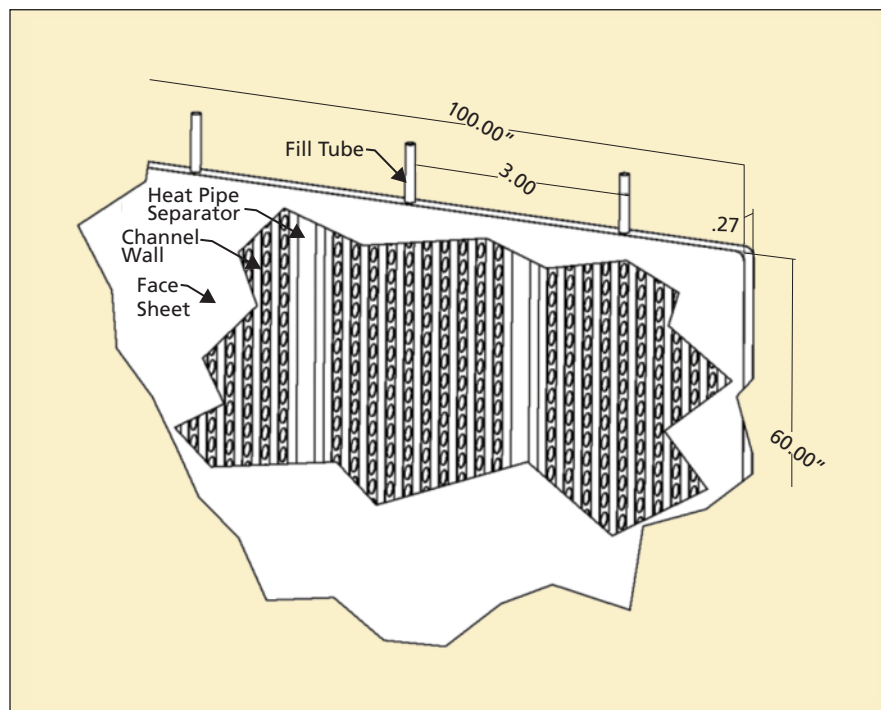 100.00”
Fill Tube
3.00
Heat Pipe
Separator
.27
Channel
Wall
Face
Sheet
60.00”